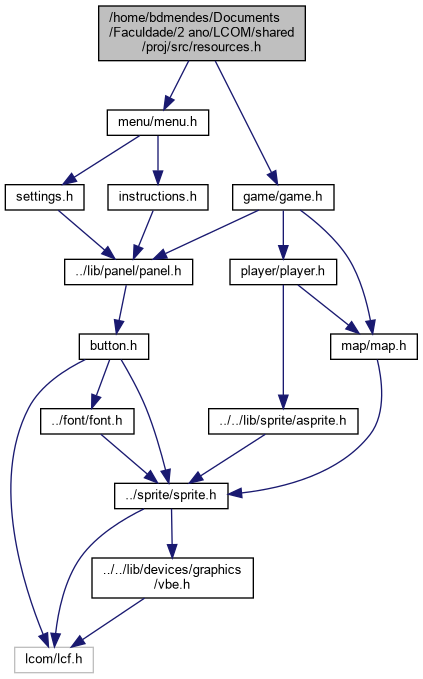 /home/bdmendes/Documents
/Faculdade/2 ano/LCOM/shared
/proj/src/resources.h
menu/menu.h
settings.h
instructions.h
game/game.h
../lib/panel/panel.h
player/player.h
button.h
map/map.h
../font/font.h
../../lib/sprite/asprite.h
../sprite/sprite.h
../../lib/devices/graphics
/vbe.h
lcom/lcf.h